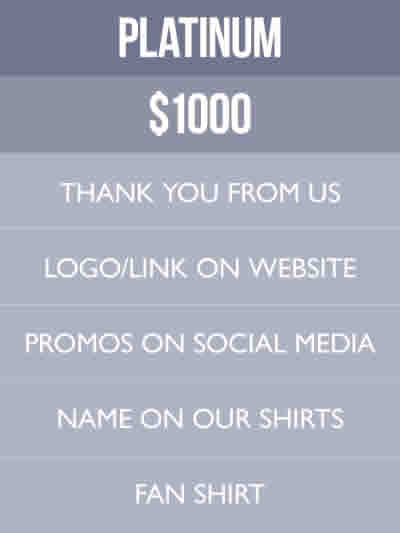 PLATINUM
$1000
THANK YOU FROM US
LOGO/LINK ON WEBSITE
PROMOS ON SOCIAL MEDIA
NAME ON OUR SHIRTS
FAN SHIRT